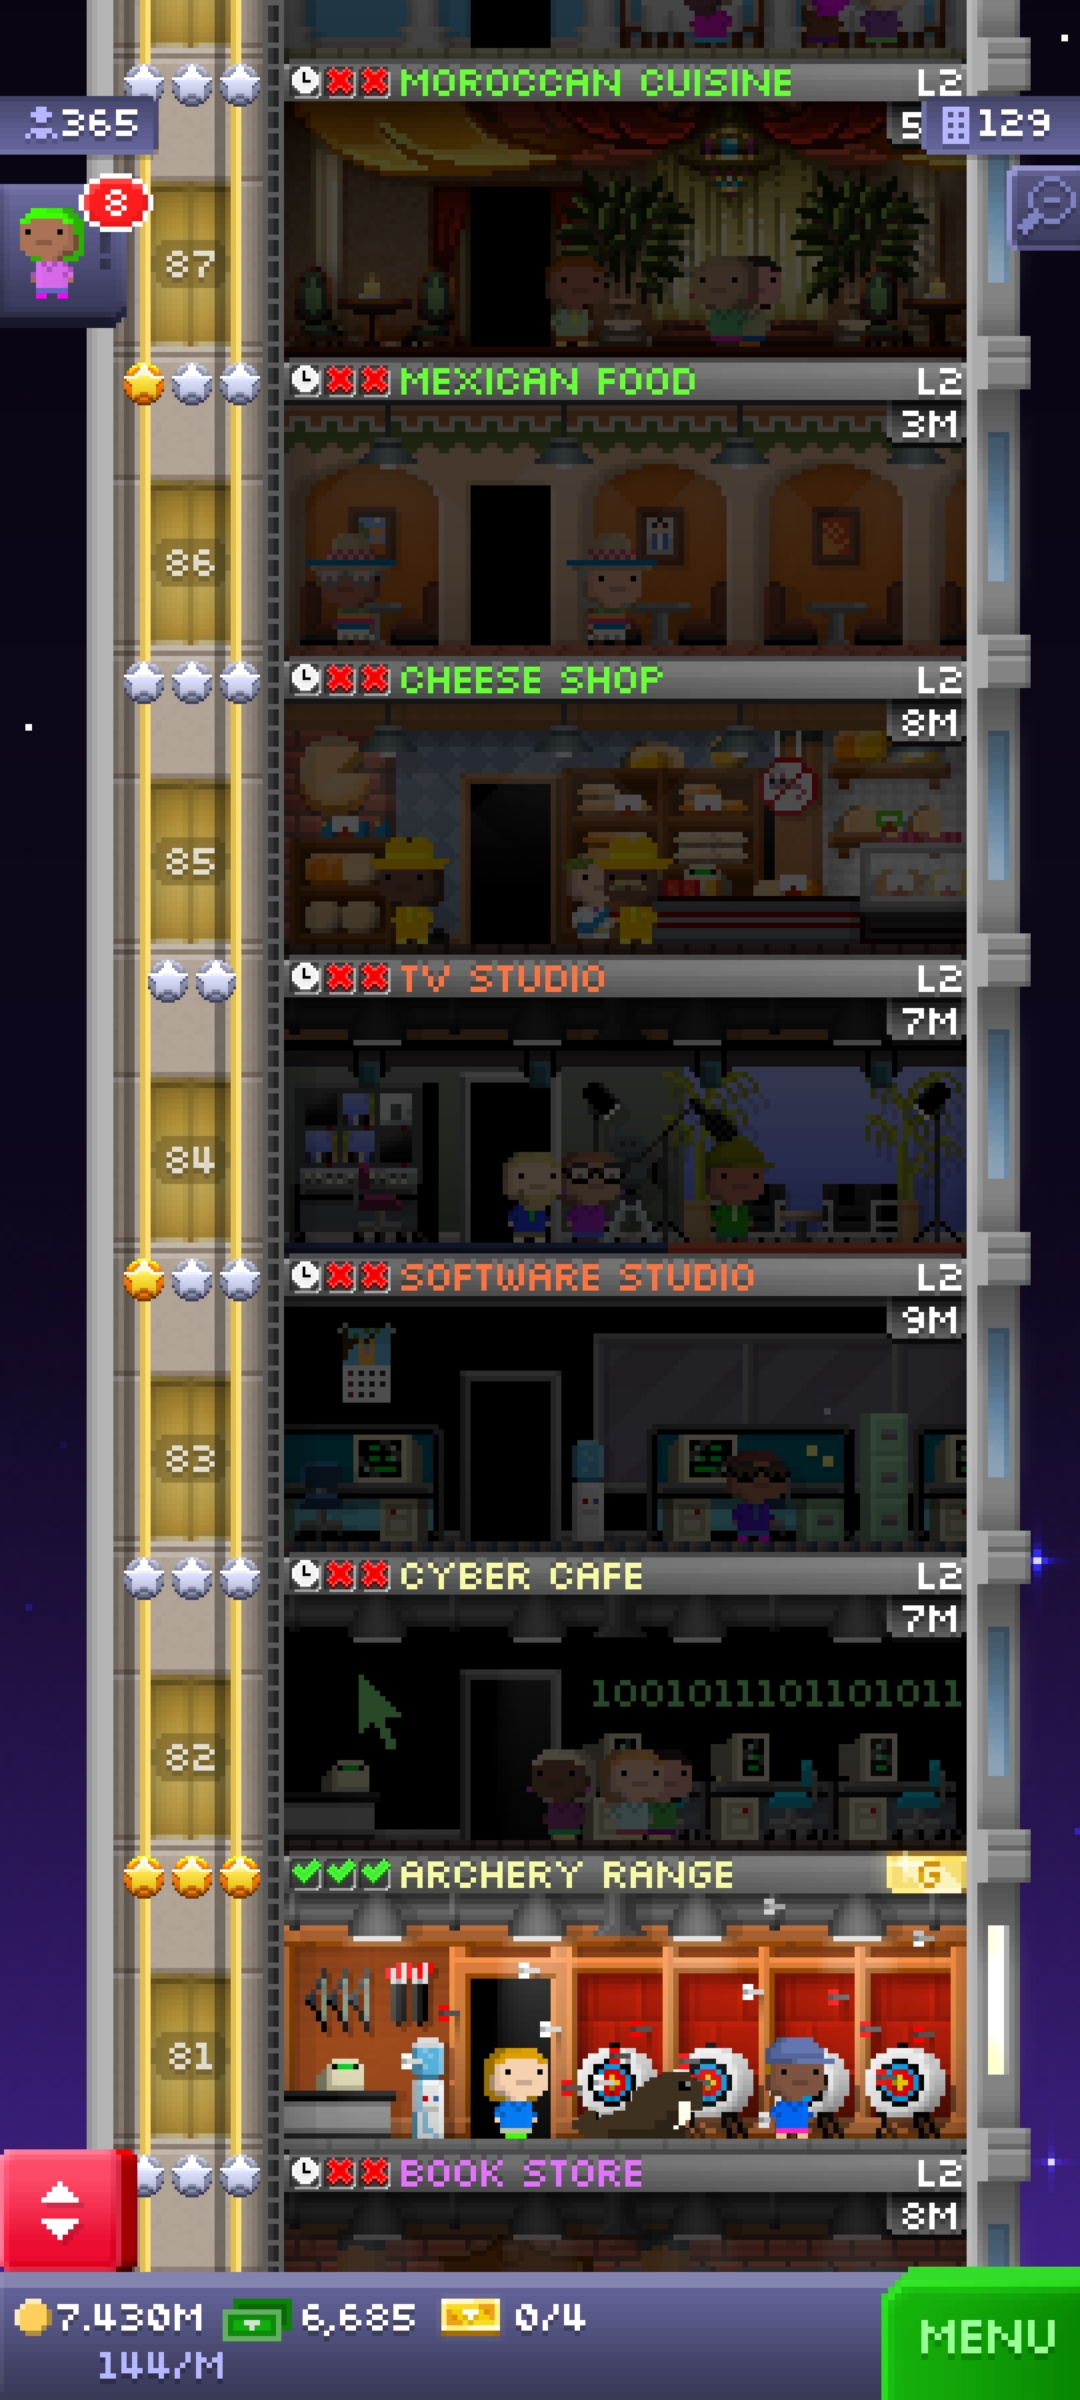 MOROCCAN CUISINE L2
365
5
129
8
87
MEXICAN FOOD L2
3M
86
CHEESE SHOP L2
8M
85
TV STUDIO L2
7M
84
SOFTWARE STUDIO L2
9M
83
CYBER CAFE L2
7M
1001011101101011
82
ARCHERY RANGE G
81
BOOK STORE L2
8M
7.430M 6,685 0/4
144/M
MENU